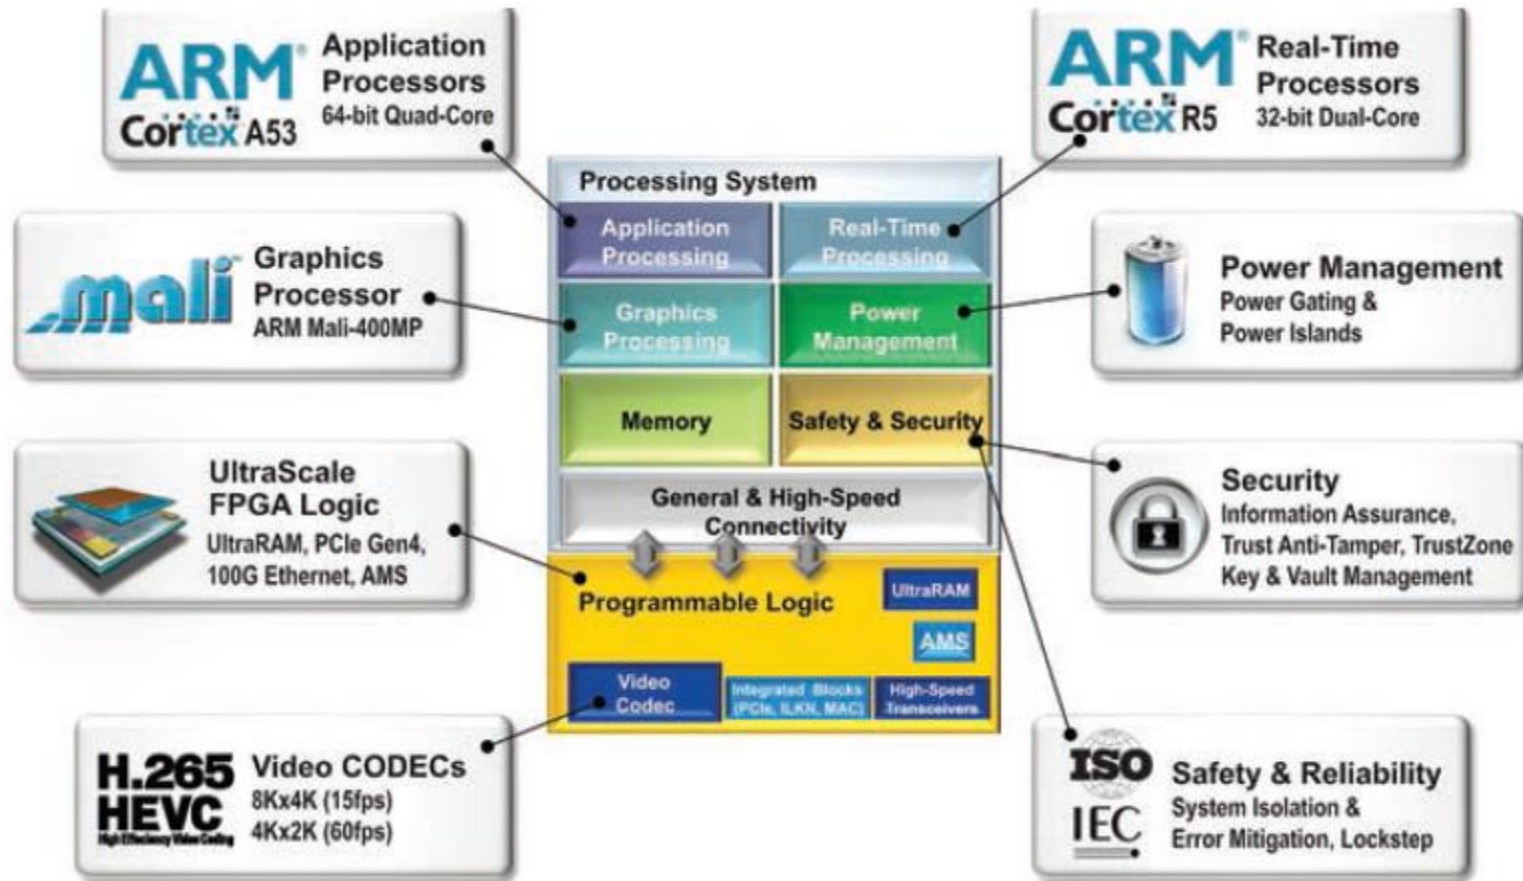 ARM®
Cortex A53
Application
Processors
64-bit Quad-Core
ARM®
Cortex R5
Real-Time
Processors
32-bit Dual-Core
mali
Graphics
Processor
ARM Mali-400MP
Processing System
Application
Processing
Real-Time
Processing
Graphics
Processing
Power
Management
Memory
Safety & Security
General & High-Speed
Connectivity
Programmable Logic
UltraRAM
AMS
Video
Codec
Integrated Blocks
(PCIe, ILKN, MAC)
High-Speed
Transceivers
Power Management
Power Gating &
Power Islands
UltraScale
FPGA Logic
UltraRAM, PCIe Gen4,
100G Ethernet, AMS
Security
Information Assurance,
Trust Anti-Tamper, TrustZone
Key & Vault Management
H.265
HEVC
High Efficiency Video Coding
Video CODECs
8Kx4K (15fps)
4Kx2K (60fps)
ISO
IEC
Safety & Reliability
System Isolation &
Error Mitigation, Lockstep